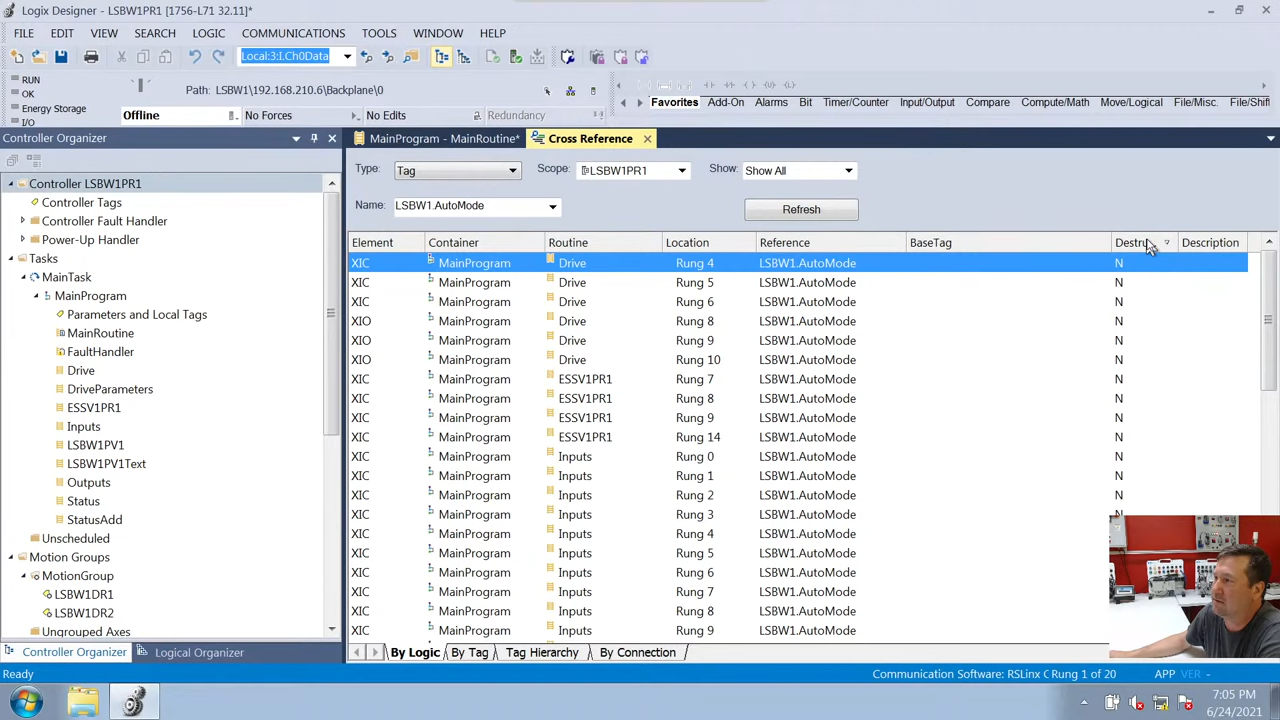 Logix Designer - LSBW1PR1 [1756-L71 32.11]*
FILE EDIT VIEW SEARCH LOGIC COMMUNICATIONS TOOLS WINDOW HELP
Local:3:I.Ch0Data
RUN
OK
Energy Storage
I/O
Path: LSBW1\192.168.210.6\Backplane\0
Offline No Forces No Edits Redundancy
Favorites Add-On Alarms Bit Timer/Counter Input/Output Compare Compute/Math Move/Logical File/Misc. File/Shift
Controller Organizer
Controller LSBW1PR1
Controller Tags
Controller Fault Handler
Power-Up Handler
Tasks
MainTask
MainProgram
Parameters and Local Tags
MainRoutine
FaultHandler
Drive
DriveParameters
ESSV1PR1
Inputs
LSBW1PV1
LSBW1PV1Text
Outputs
Status
StatusAdd
Unscheduled
Motion Groups
MotionGroup
LSBW1DR1
LSBW1DR2
Ungrouped Axes
Controller Organizer Logical Organizer
MainProgram - MainRoutine* Cross Reference
Type: Tag Scope: LSBW1PR1 Show: Show All
Name: LSBW1.AutoMode Refresh
Element Container Routine Location Reference BaseTag Destru Description
XIC MainProgram Drive Rung 4 LSBW1.AutoMode N
XIC MainProgram Drive Rung 5 LSBW1.AutoMode N
XIC MainProgram Drive Rung 6 LSBW1.AutoMode N
XIO MainProgram Drive Rung 8 LSBW1.AutoMode N
XIO MainProgram Drive Rung 9 LSBW1.AutoMode N
XIO MainProgram Drive Rung 10 LSBW1.AutoMode N
XIC MainProgram ESSV1PR1 Rung 7 LSBW1.AutoMode N
XIC MainProgram ESSV1PR1 Rung 8 LSBW1.AutoMode N
XIC MainProgram ESSV1PR1 Rung 9 LSBW1.AutoMode N
XIC MainProgram ESSV1PR1 Rung 14 LSBW1.AutoMode N
XIC MainProgram Inputs Rung 0 LSBW1.AutoMode N
XIC MainProgram Inputs Rung 1 LSBW1.AutoMode N
XIC MainProgram Inputs Rung 2 LSBW1.AutoMode N
XIC MainProgram Inputs Rung 3 LSBW1.AutoMode N
XIC MainProgram Inputs Rung 4 LSBW1.AutoMode
XIC MainProgram Inputs Rung 5 LSBW1.AutoMode
XIC MainProgram Inputs Rung 6 LSBW1.AutoMode
XIC MainProgram Inputs Rung 7 LSBW1.AutoMode
XIC MainProgram Inputs Rung 8 LSBW1.AutoMode
XIC MainProgram Inputs Rung 9 LSBW1.AutoMode
By Logic By Tag Tag Hierarchy By Connection
Ready Communication Software: RSLinx C Rung 1 of 20 APP VER -
7:05 PM
6/24/2021